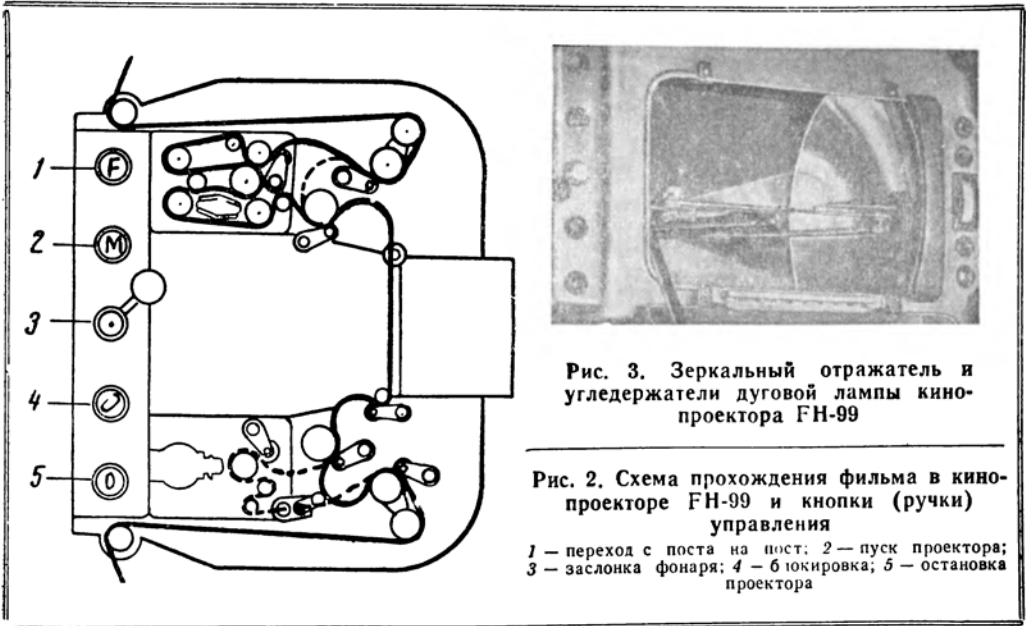 1
F
2
M
3
4
5
0
Рис. 3. Зеркальный отражатель и
угледержатели дуговой лампы кино-
проектора FH-99
Рис. 2. Схема прохождения фильма в кино-
проекторе FH-99 и кнопки (ручки)
управления
1 — переход с поста на пост; 2 — пуск проектора;
3 — заслонка фонаря; 4 — блокировка; 5 — остановка
проектора